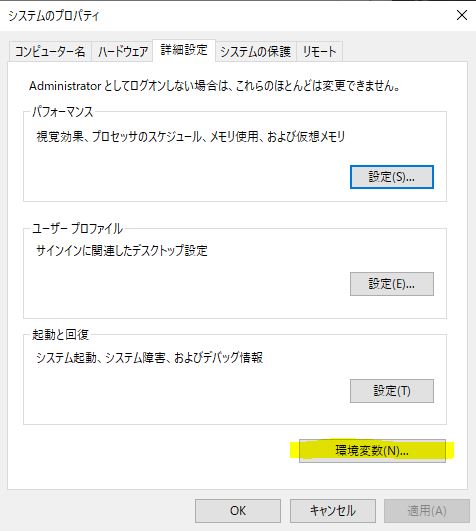 システムのプロパティ
コンピューター名 ハードウェア 詳細設定 システムの保護 リモート
Administrator としてログオンしない場合は、これらのほとんどは変更できません。
パフォーマンス
視覚効果、プロセッサのスケジュール、メモリ使用、および仮想メモリ
設定(S)...
ユーザー プロファイル
サインインに関連したデスクトップ設定
設定(E)...
起動と回復
システム起動、システム障害、およびデバッグ情報
設定(T)
環境変数(N)...
OK キャンセル 適用(A)